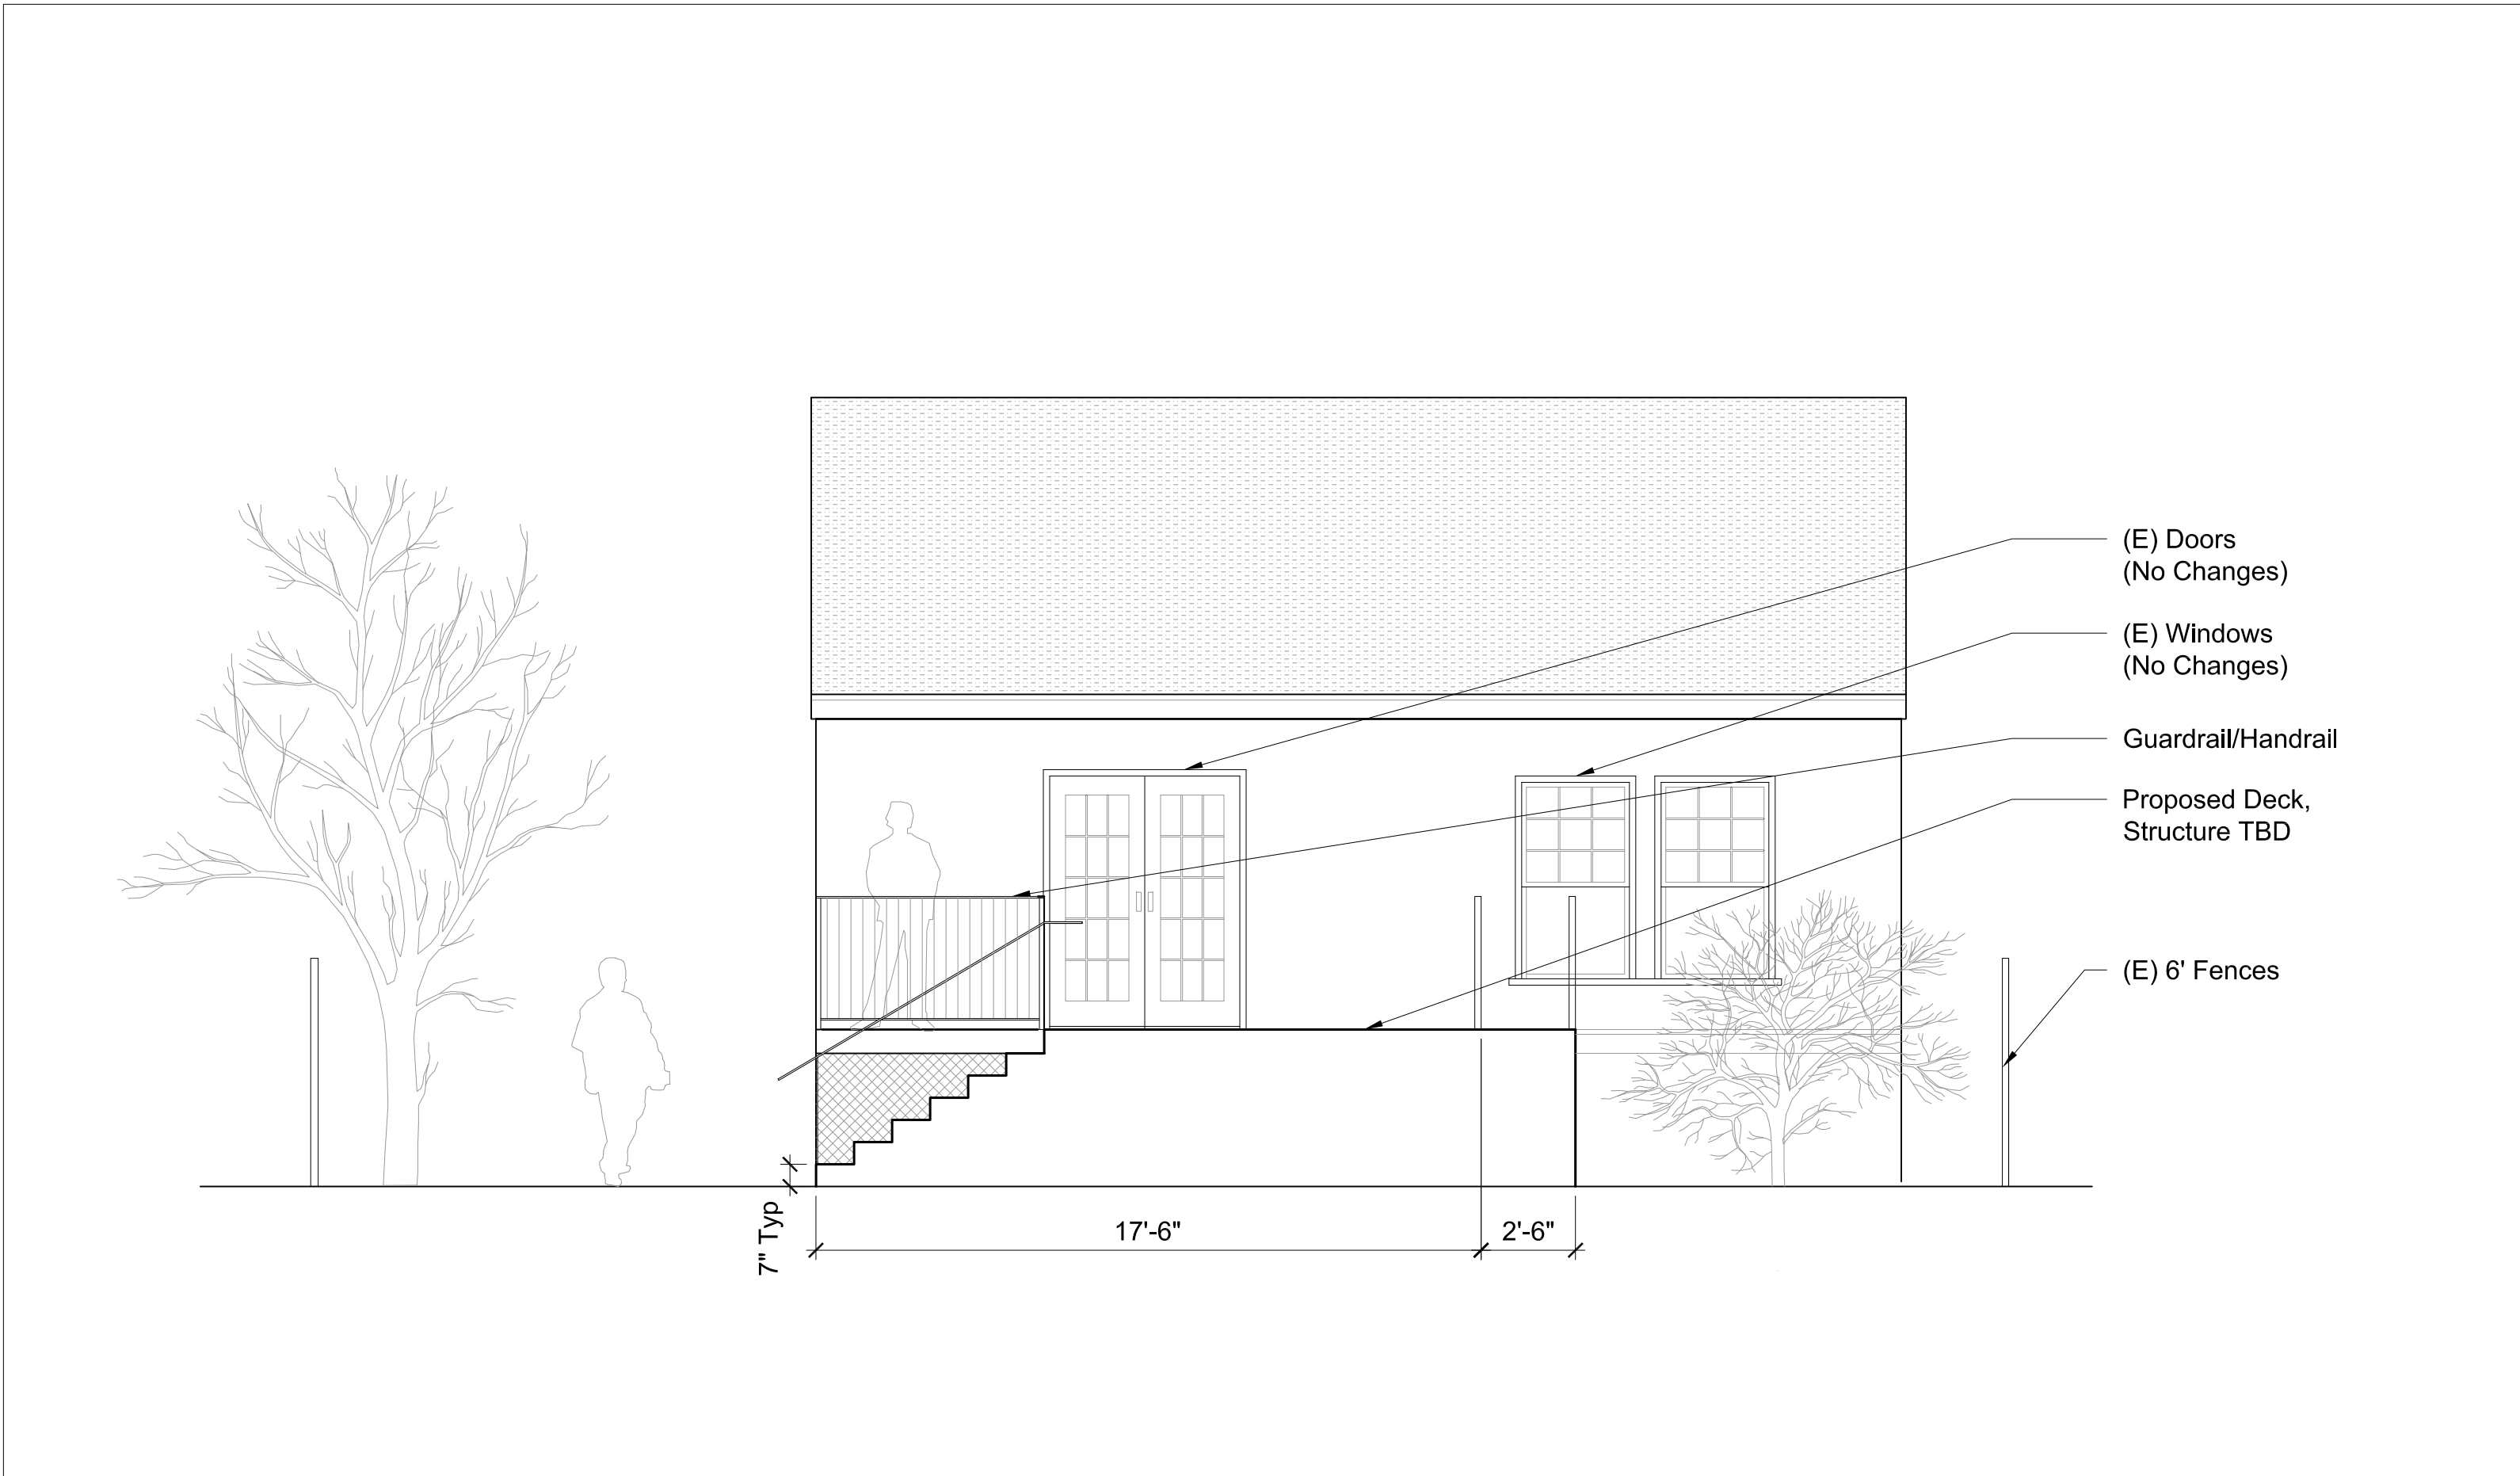 (E) Doors
(No Changes)
(E) Windows
(No Changes)
Guardrail/Handrail
Proposed Deck,
Structure TBD
(E) 6' Fences
7" Typ
17'-6"
2'-6"